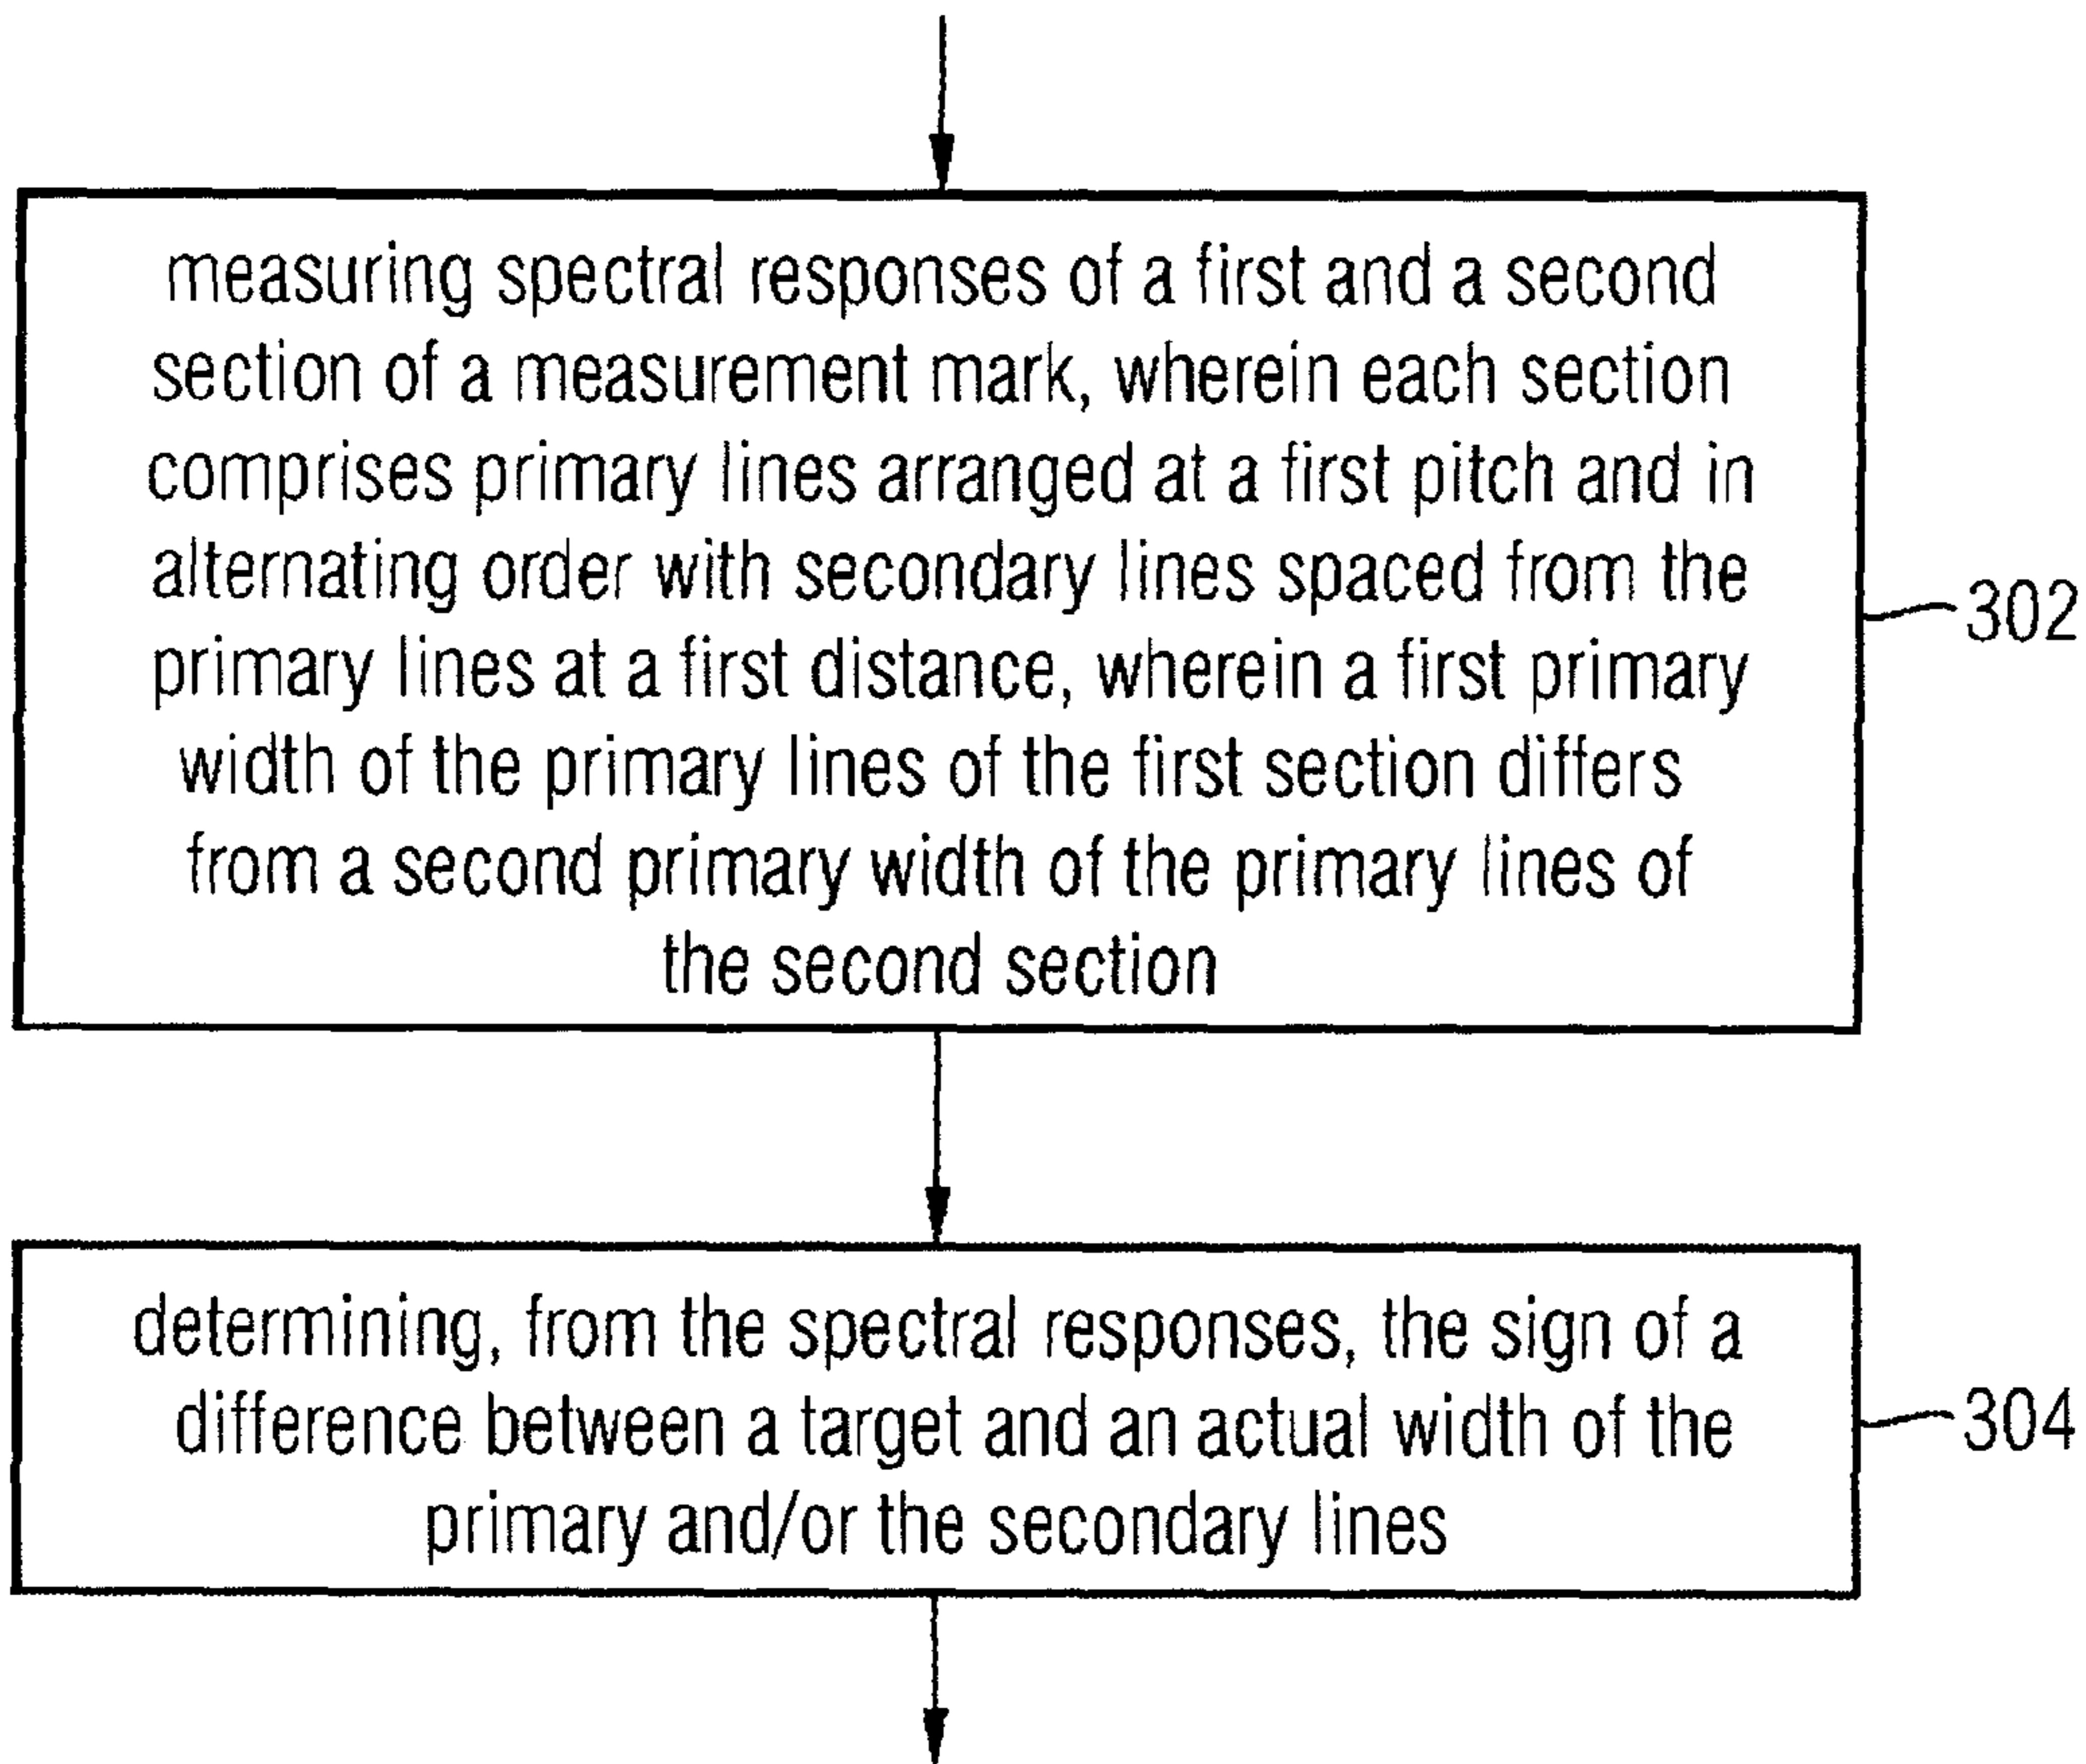 measuring spectral responses of a first and a second
section of a measurement mark, wherein each section
comprises primary lines arranged at a first pitch and in
alternating order with secondary lines spaced from the
primary lines at a first distance, wherein a first primary
width of the primary lines of the first section differs
from a second primary width of the primary lines of
the second section
302
determining, from the spectral responses, the sign of a
difference between a target and an actual width of the
primary and/or the secondary lines
304